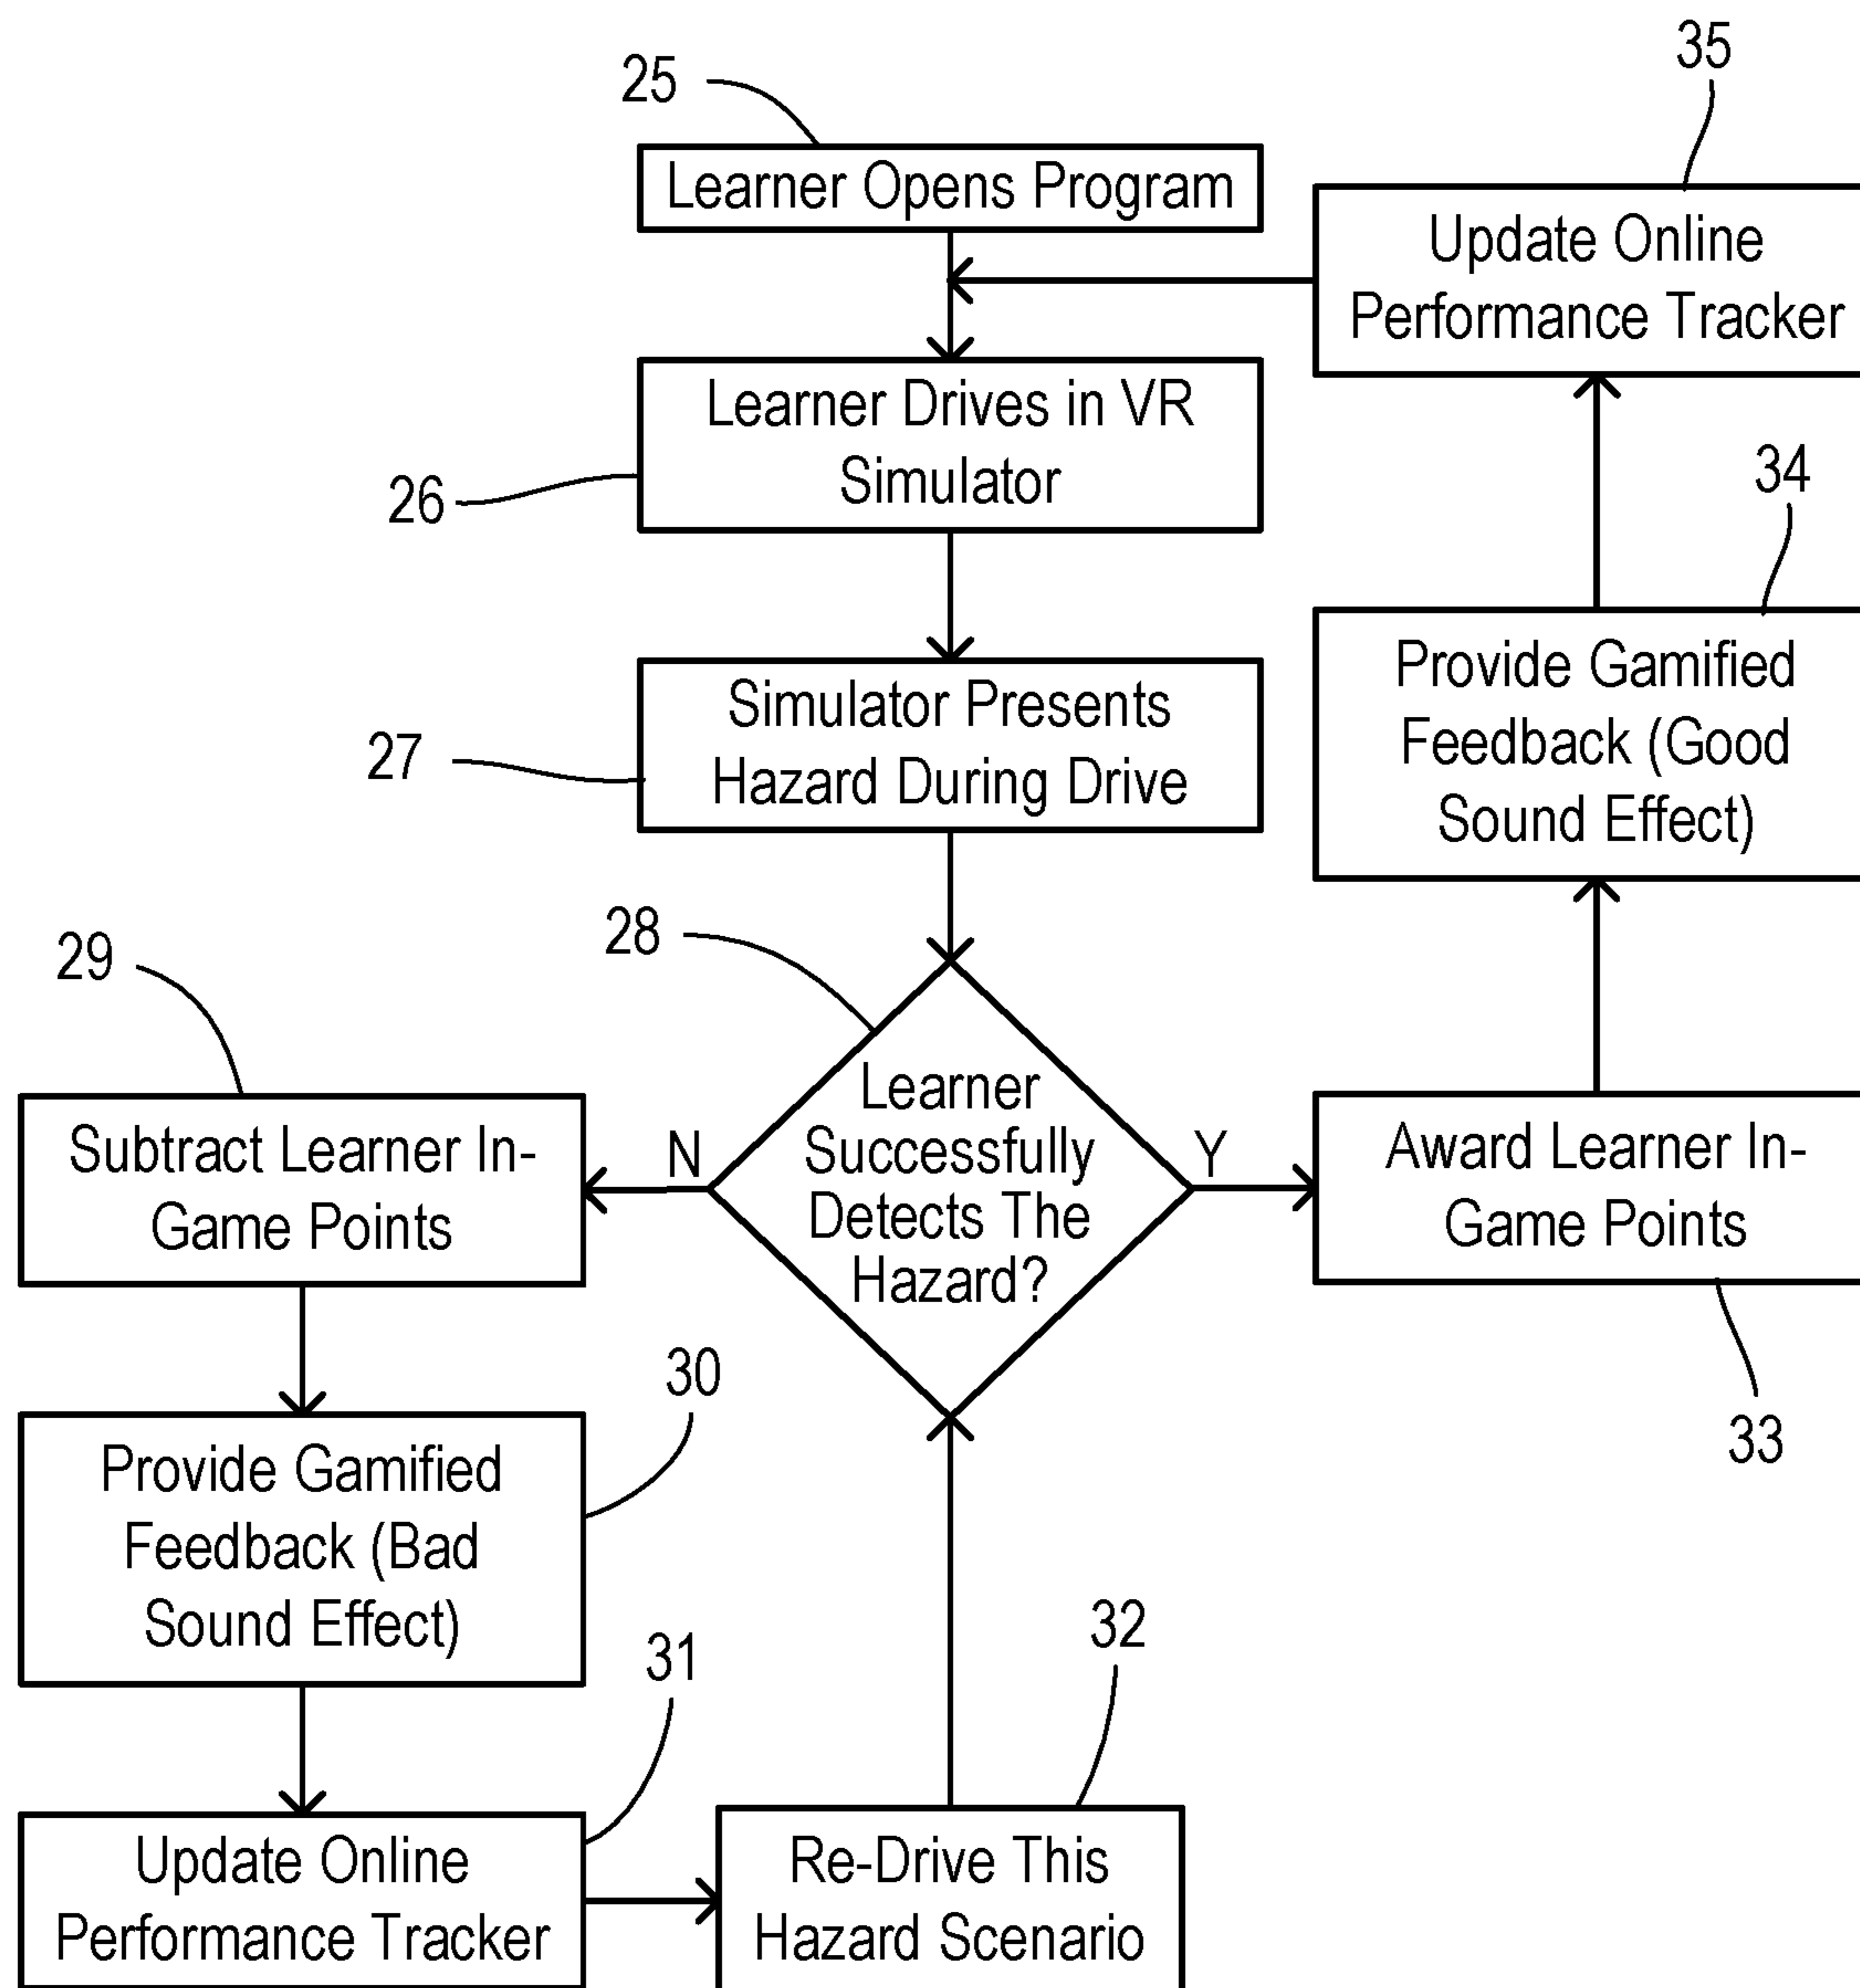 35
25
Learner Opens Program
Update Online
Performance Tracker
Learner Drives in VR
Simulator
26
34
Provide Gamified
Feedback (Good
Sound Effect)
Simulator Presents
Hazard During Drive
27
28
29
Learner
Successfully
Detects The
Hazard?
N
Y
Subtract Learner In-
Game Points
Award Learner In-
Game Points
33
30
Provide Gamified
Feedback (Bad
Sound Effect)
31
32
Update Online
Performance Tracker
Re-Drive This
Hazard Scenario